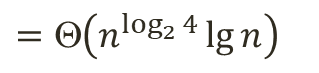 = Θ(n^{log₂ 4} lg n)